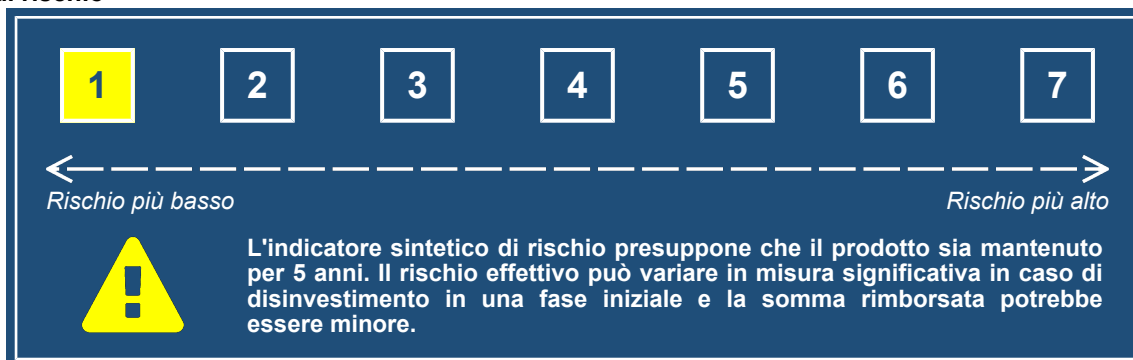 di rischio
1 2 3 4 5 6 7
Rischio più basso Rischio più alto
L'indicatore sintetico di rischio presuppone che il prodotto sia mantenuto
per 5 anni. Il rischio effettivo può variare in misura significativa in caso di
disinvestimento in una fase iniziale e la somma rimborsata potrebbe
essere minore.